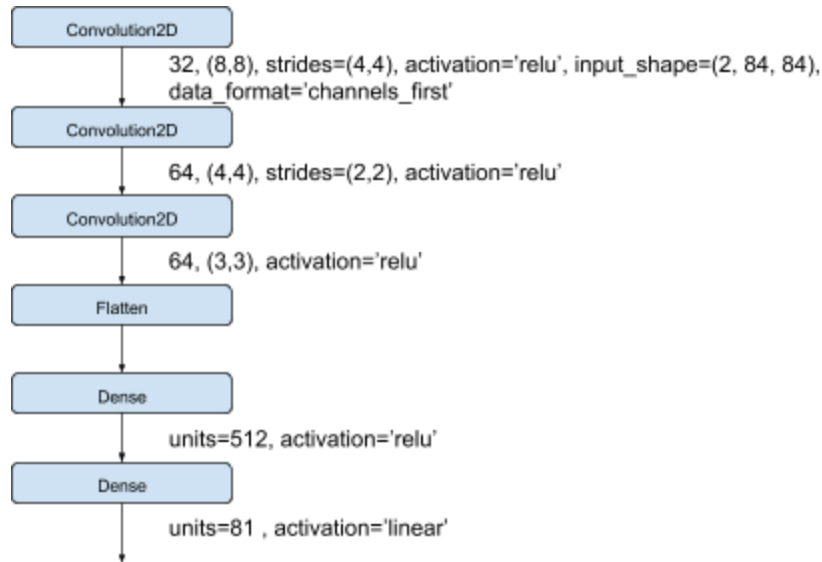 Convolution2D
32, (8,8), strides=(4,4), activation='relu', input_shape=(2, 84, 84),
data_format='channels_first'
Convolution2D
64, (4,4), strides=(2,2), activation='relu'
Convolution2D
64, (3,3), activation='relu'
Flatten
Dense
units=512, activation='relu'
Dense
units=81 , activation='linear'